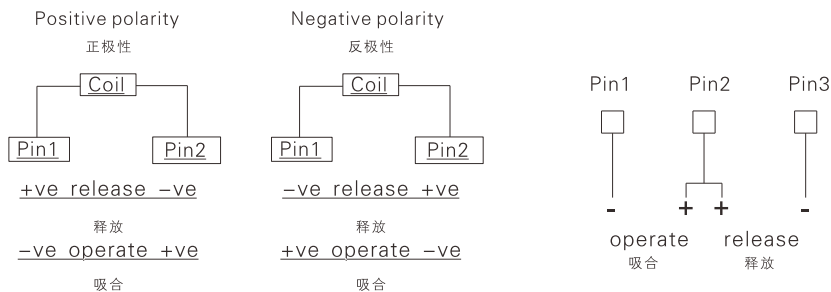 Positive polarity
正极性
Coil
Pin1
Pin2
+ve release -ve
释放
-ve operate +ve
吸合
Negative polarity
反极性
Coil
Pin1
Pin2
-ve release +ve
释放
+ve operate -ve
吸合
Pin1 Pin2 Pin3
- + + -
operate release
吸合 释放